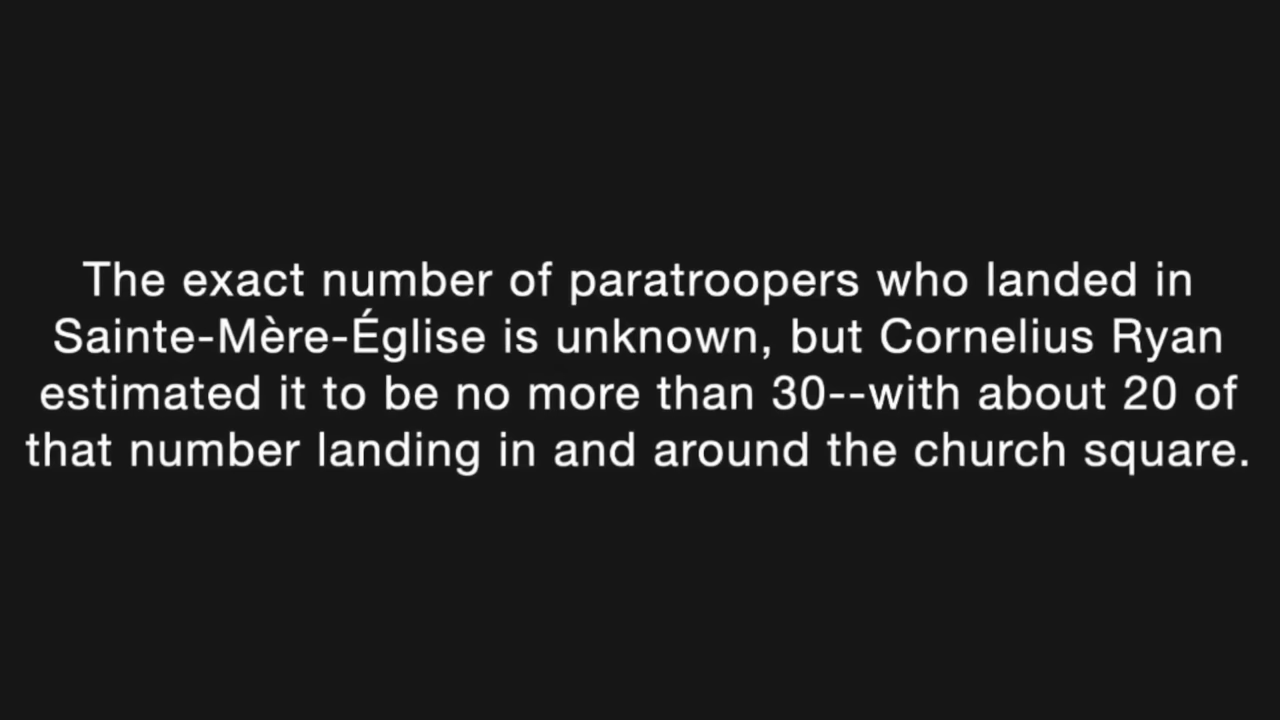 The exact number of paratroopers who landed in
Sainte-Mère-Église is unknown, but Cornelius Ryan
estimated it to be no more than 30--with about 20 of
that number landing in and around the church square.